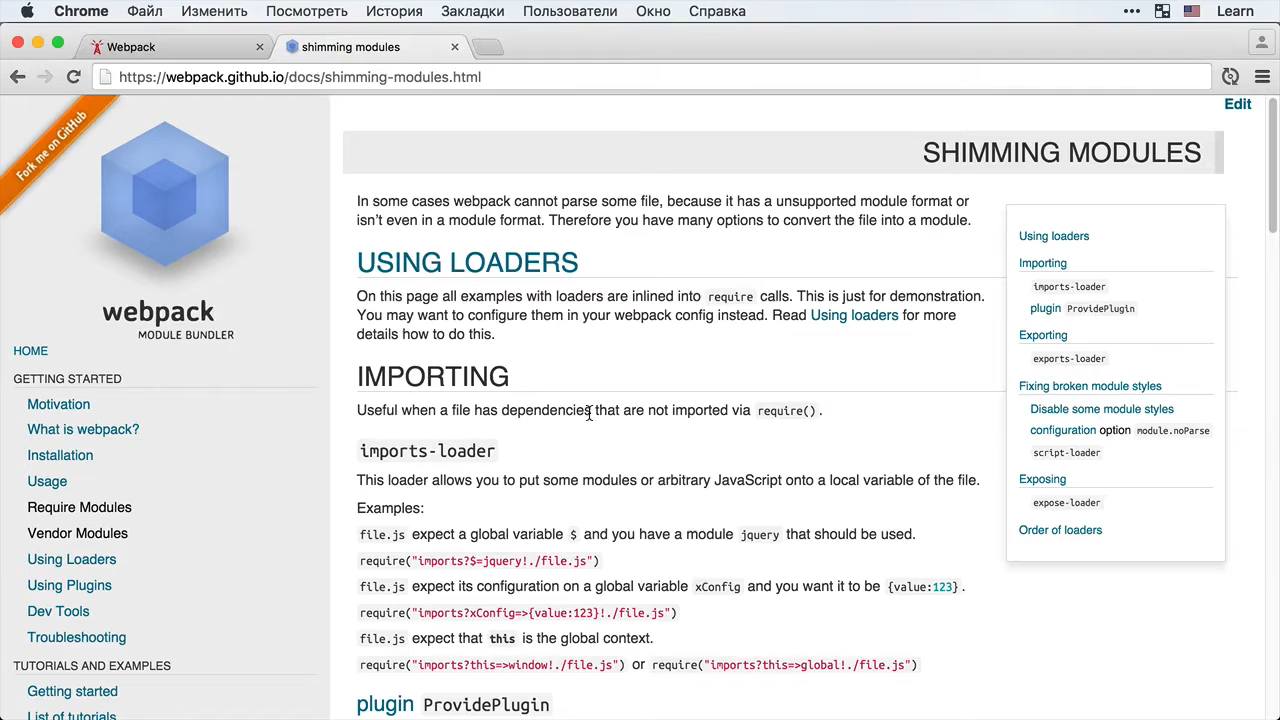 Chrome Файл Изменить Посмотреть История Закладки Пользователи Окно Справка ••• Learn
Webpack × shimming modules ×
https://webpack.github.io/docs/shimming-modules.html
Fork me on GitHub
webpack
MODULE BUNDLER
HOME
GETTING STARTED
Motivation
What is webpack?
Installation
Usage
Require Modules
Vendor Modules
Using Loaders
Using Plugins
Dev Tools
Troubleshooting
TUTORIALS AND EXAMPLES
Getting started
List of tutorials
Edit
SHIMMING MODULES
In some cases webpack cannot parse some file, because it has a unsupported module format or
isn’t even in a module format. Therefore you have many options to convert the file into a module.
USING LOADERS
On this page all examples with loaders are inlined into require calls. This is just for demonstration.
You may want to configure them in your webpack config instead. Read Using loaders for more
details how to do this.
IMPORTING
Useful when a file has dependencies that are not imported via require().
imports-loader
This loader allows you to put some modules or arbitrary JavaScript onto a local variable of the file.
Examples:
file.js expect a global variable $ and you have a module jquery that should be used.
require("imports?$=jquery!./file.js")
file.js expect its configuration on a global variable xConfig and you want it to be {value:123}.
require("imports?xConfig=>{value:123}!./file.js")
file.js expect that this is the global context.
require("imports?this=>window!./file.js") or require("imports?this=>global!./file.js")
plugin ProvidePlugin
Using loaders
Importing
imports-loader
plugin ProvidePlugin
Exporting
exports-loader
Fixing broken module styles
Disable some module styles
configuration option module.noParse
script-loader
Exposing
expose-loader
Order of loaders